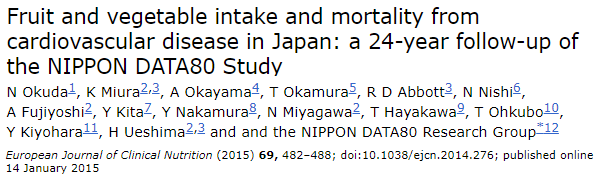 Fruit and vegetable intake and mortality from
cardiovascular disease in Japan: a 24-year follow-up of
the NIPPON DATA80 Study
N Okuda1, K Miura2,3, A Okayama4, T Okamura5, R D Abbott3, N Nishi6,
A Fujiyoshi2, Y Kita7, Y Nakamura8, N Miyagawa2, T Hayakawa9, T Ohkubo10,
Y Kiyohara11, H Ueshima2,3 and and the NIPPON DATA80 Research Group*12
European Journal of Clinical Nutrition (2015) 69, 482–488; doi:10.1038/ejcn.2014.276; published online
14 January 2015